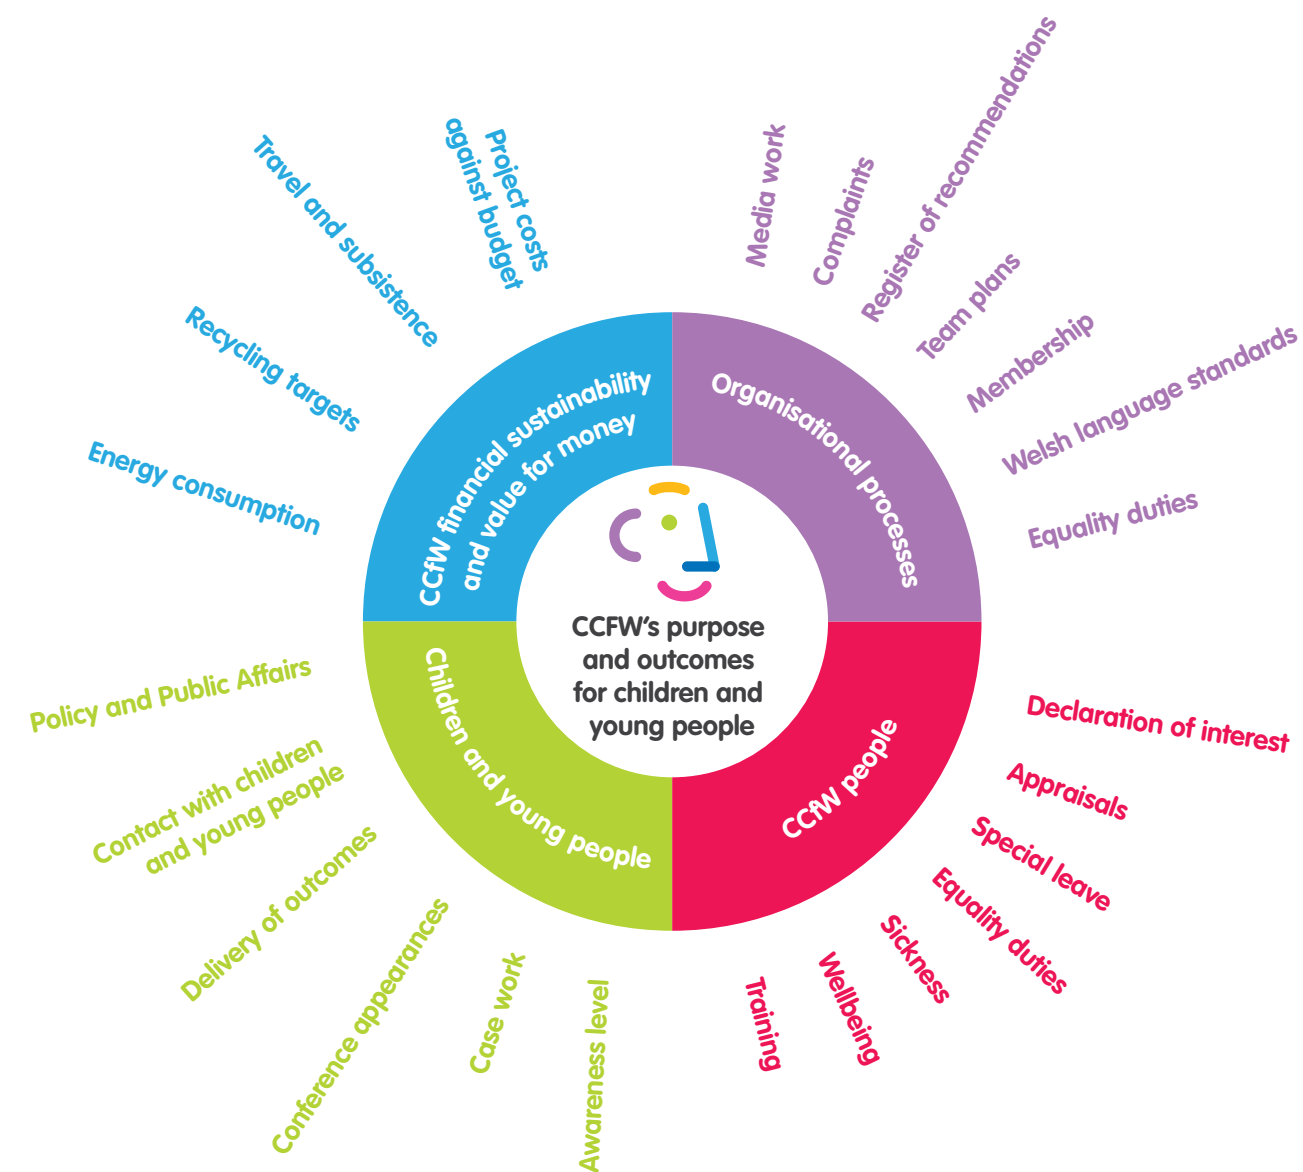 Project costs
against budget
Travel and subsistence
Recycling targets
Energy consumption
CCfW financial sustainability
and value for money
Media work
Complaints
Register of recommendations
Team plans
Membership
Welsh language standards
Equality duties
Organisational processes
CCFW's purpose
and outcomes
for children and
young people
Policy and Public Affairs
Contact with children
and young people
Delivery of outcomes
Conference appearances
Case work
Awareness level
Children and young people
CCfW people
Declaration of interest
Appraisals
Special leave
Equality duties
Sickness
Wellbeing
Training